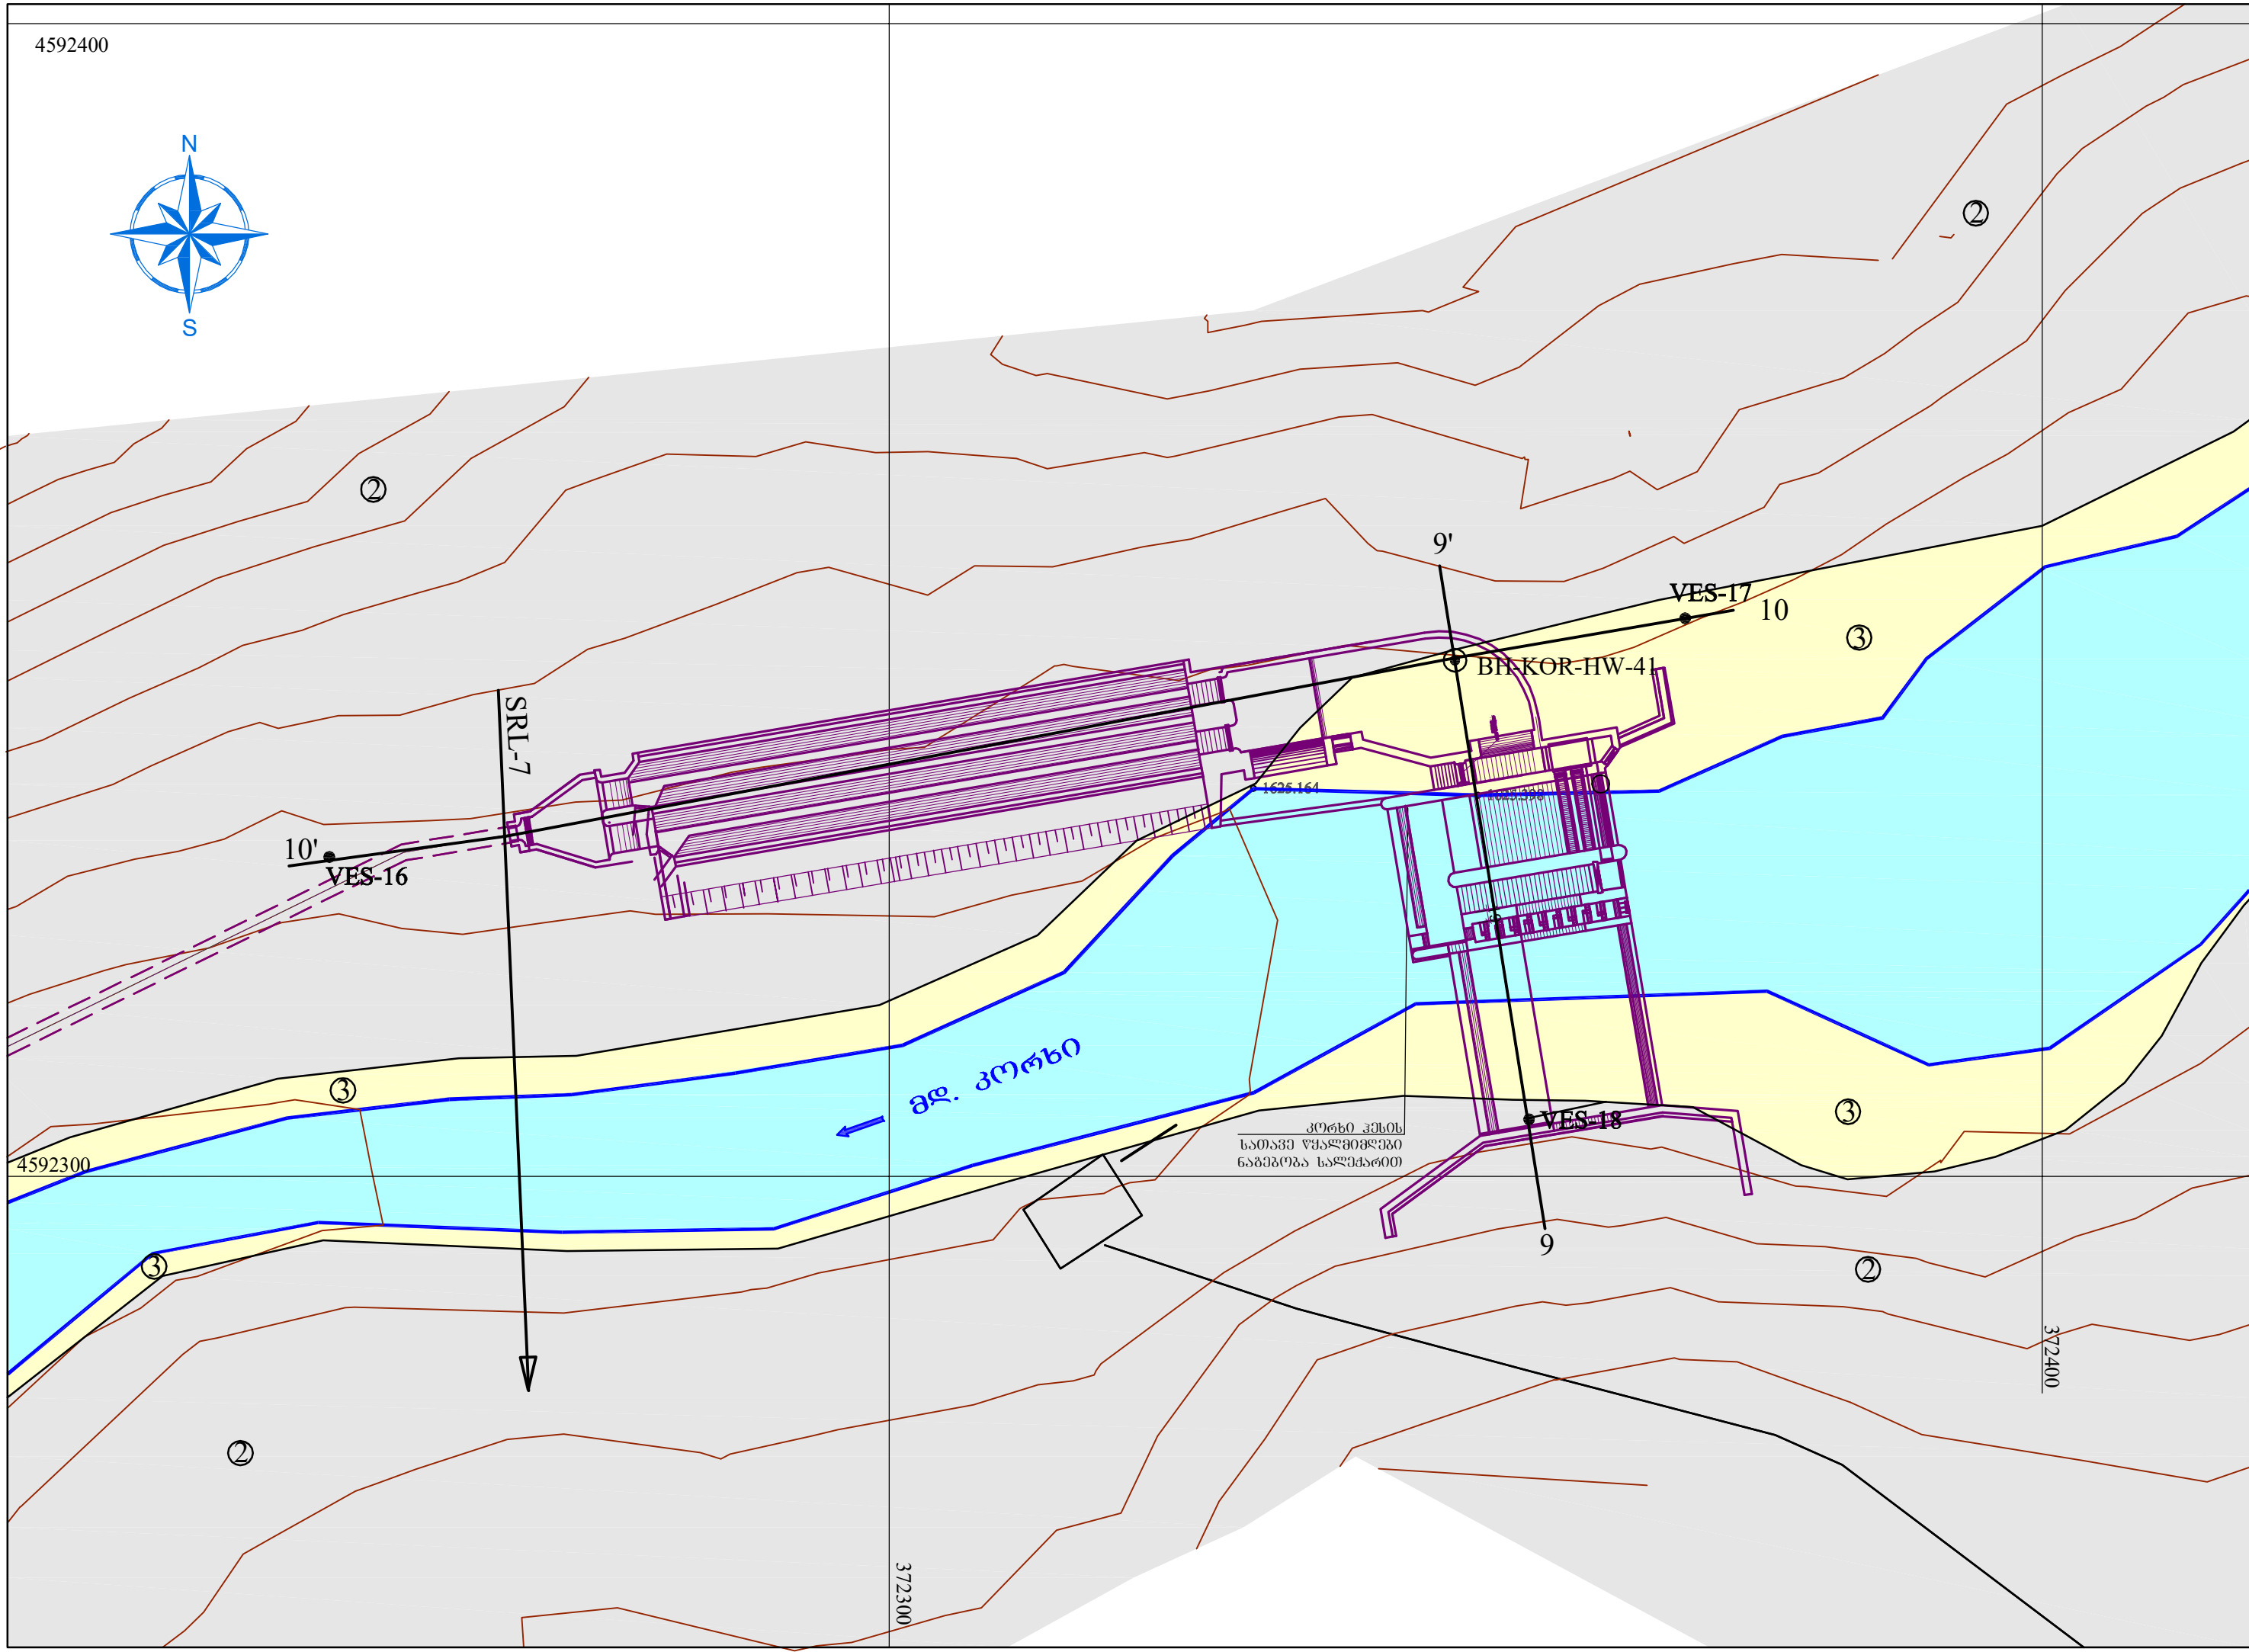 4592400
N
S
②
②
9'
VES-17
10
③
BH-KOR-HW-41
SRL-7
1625.164
10'
VES-16
მდ. კორხი
③
③
VES-18
კორხი ჰესის
სათავე წყალმიმღები
ნაგებობა სალექარით
4592300
9
③
②
372400
②
372300